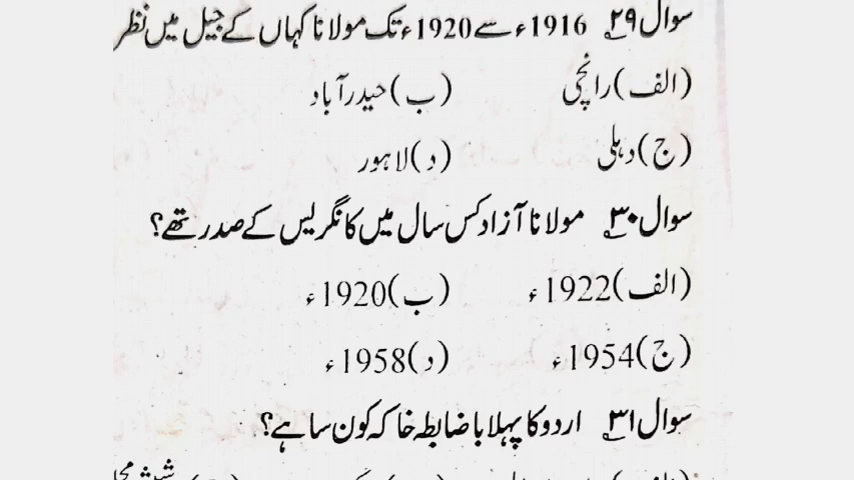 سوال ۲۹ 1916ء سے 1920ء تک مولانا کہاں کے جیل میں نظر
(الف) رانچی (ب) حیدرآباد
(ج) دہلی (د) لاہور
سوال ۳۰ مولانا آزاد کس سال میں کانگریس کے صدر تھے؟
(الف) 1922ء (ب) 1920ء
(ج) 1954ء (د) 1958ء
سوال ۳۱ اردو کا پہلا باضابطہ خاکہ کون سا ہے؟